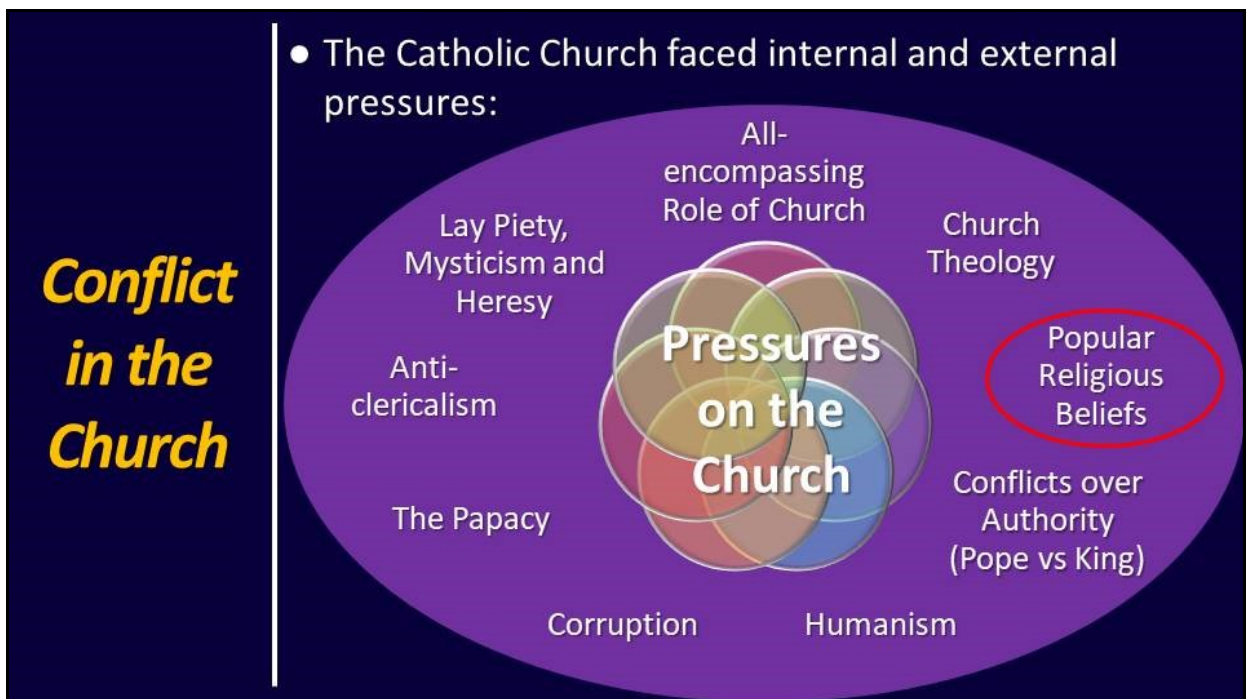 Conflict
in the
Church
● The Catholic Church faced internal and external
pressures:
All-
encompassing
Role of Church
Church
Theology
Popular
Religious
Beliefs
Conflicts over
Authority
(Pope vs King)
Humanism
Corruption
The Papacy
Anti-
clericalism
Lay Piety,
Mysticism and
Heresy
Pressures
on the
Church